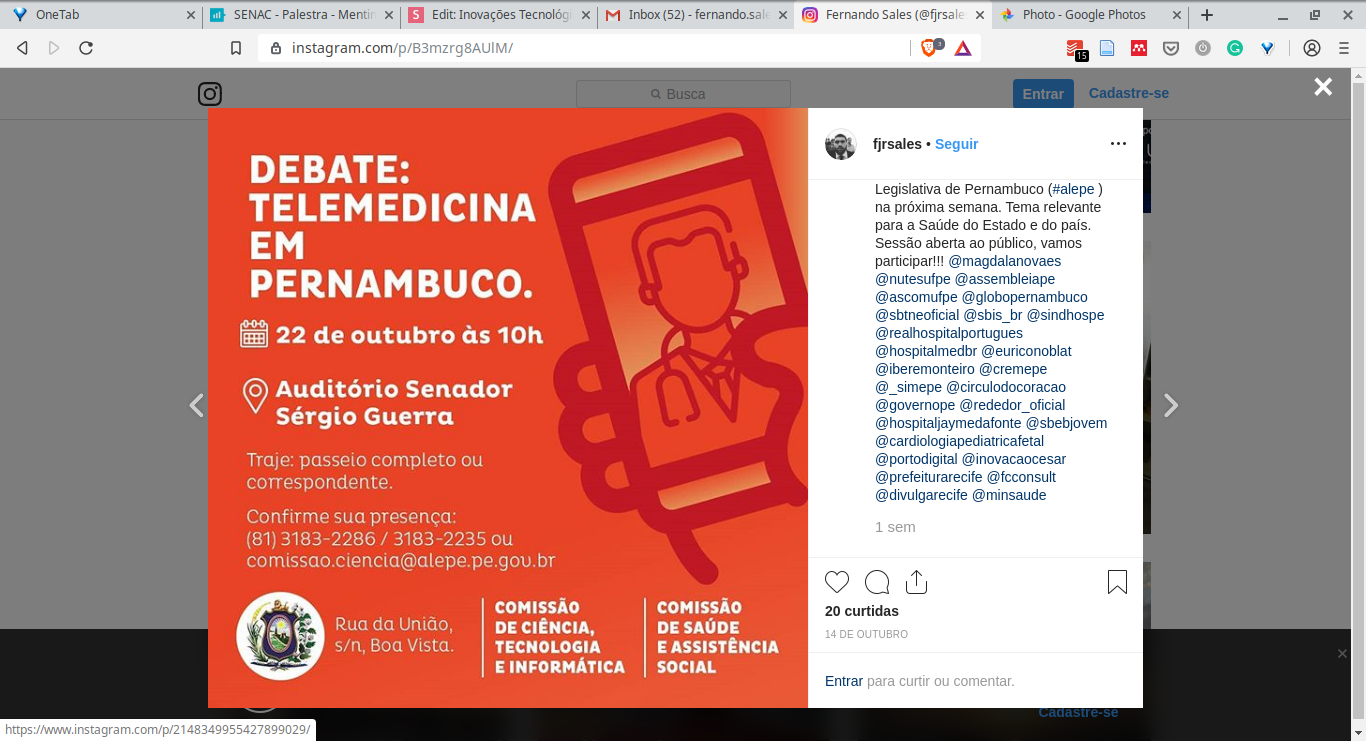 OneTab
SENAC - Palestra - Mentir
Edit: Inovações Tecnológi
Inbox (52) - fernando.sale
Fernando Sales (@fjrsales
Photo - Google Photos
instagram.com/p/B3mzrg8AUlM/
3
15
Busca
Entrar
Cadastre-se
DEBATE:
TELEMEDICINA
EM
PERNAMBUCO.
22 de outubro às 10h
Auditório Senador
Sérgio Guerra
Traje: passeio completo ou
correspondente.
Confirme sua presença:
(81) 3183-2286 / 3183-2235 ou
comissao.ciencia@alepe.pe.gov.br
Rua da União,
s/n, Boa Vista.
COMISSÃO
DE CIÊNCIA,
TECNOLOGIA
E INFORMÁTICA
COMISSÃO
DE SAÚDE
E ASSISTÊNCIA
SOCIAL
fjrsales • Seguir
Legislativa de Pernambuco (#alepe )
na próxima semana. Tema relevante
para a Saúde do Estado e do país.
Sessão aberta ao público, vamos
participar!!! @magdalanovaes
@nutesufpe @assembleiape
@ascomufpe @globopernambuco
@sbtneoficial @sbis_br @sindhospe
@realhospitalportugues
@hospitalmedbr @euriconoblat
@iberemonteiro @cremepe
@_simepe @circulodocoracao
@governope @rededor_oficial
@hospitaljaymedafonte @sbebjovem
@cardiologiapediatricafetal
@portodigital @inovacaocesar
@prefeiturarecife @fcconsult
@divulgarecife @minsaude
1 sem
20 curtidas
14 DE OUTUBRO
Entrar para curtir ou comentar.
Cadastre-se
https://www.instagram.com/p/2148349955427899029/